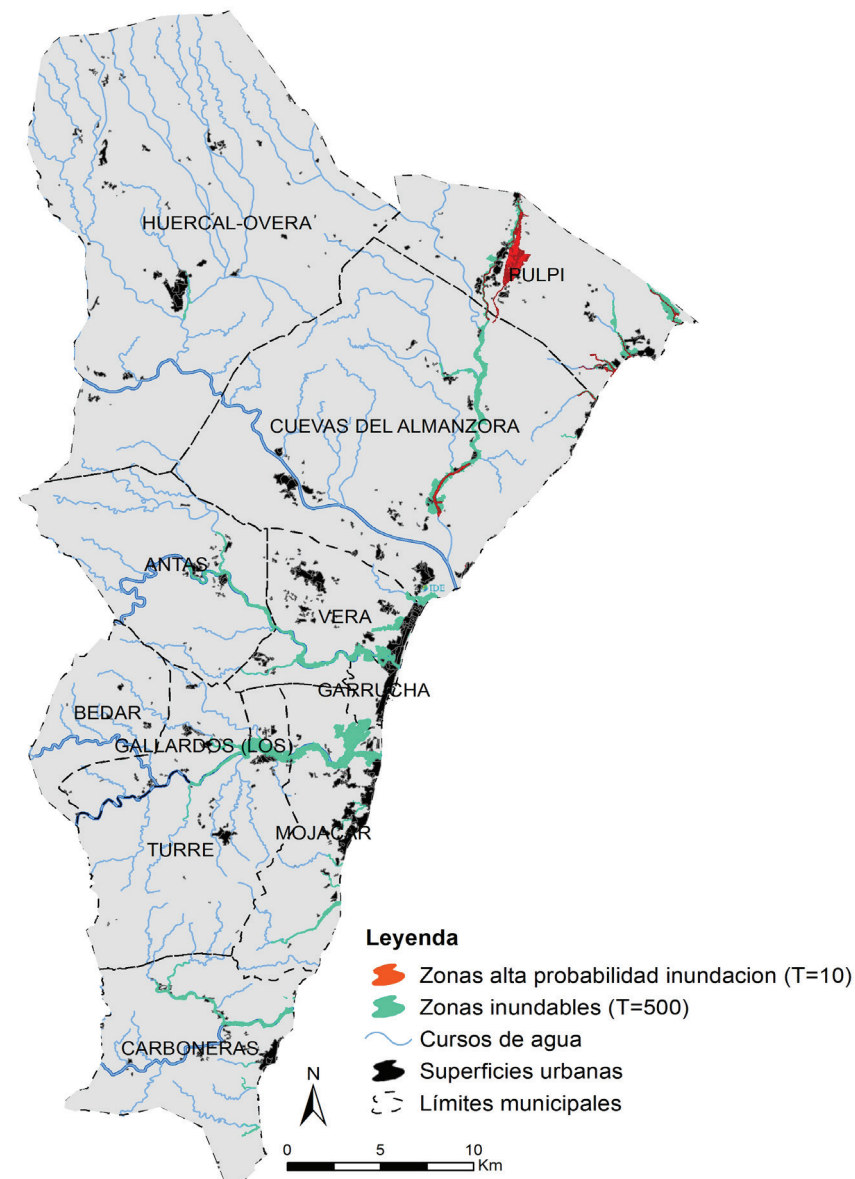 HUERCAL-OVERA
PULPI
CUEVAS DEL ALMANZORA
ANTAS
VERA
GARRUCHA
BEDAR
GALLARDOS (LOS)
MOJACAR
TURRE
CARBONERAS
Leyenda
Zonas alta probabilidad inundacion (T=10)
Zonas inundables (T=500)
Cursos de agua
Superficies urbanas
Límites municipales
N
0 5 10
Km